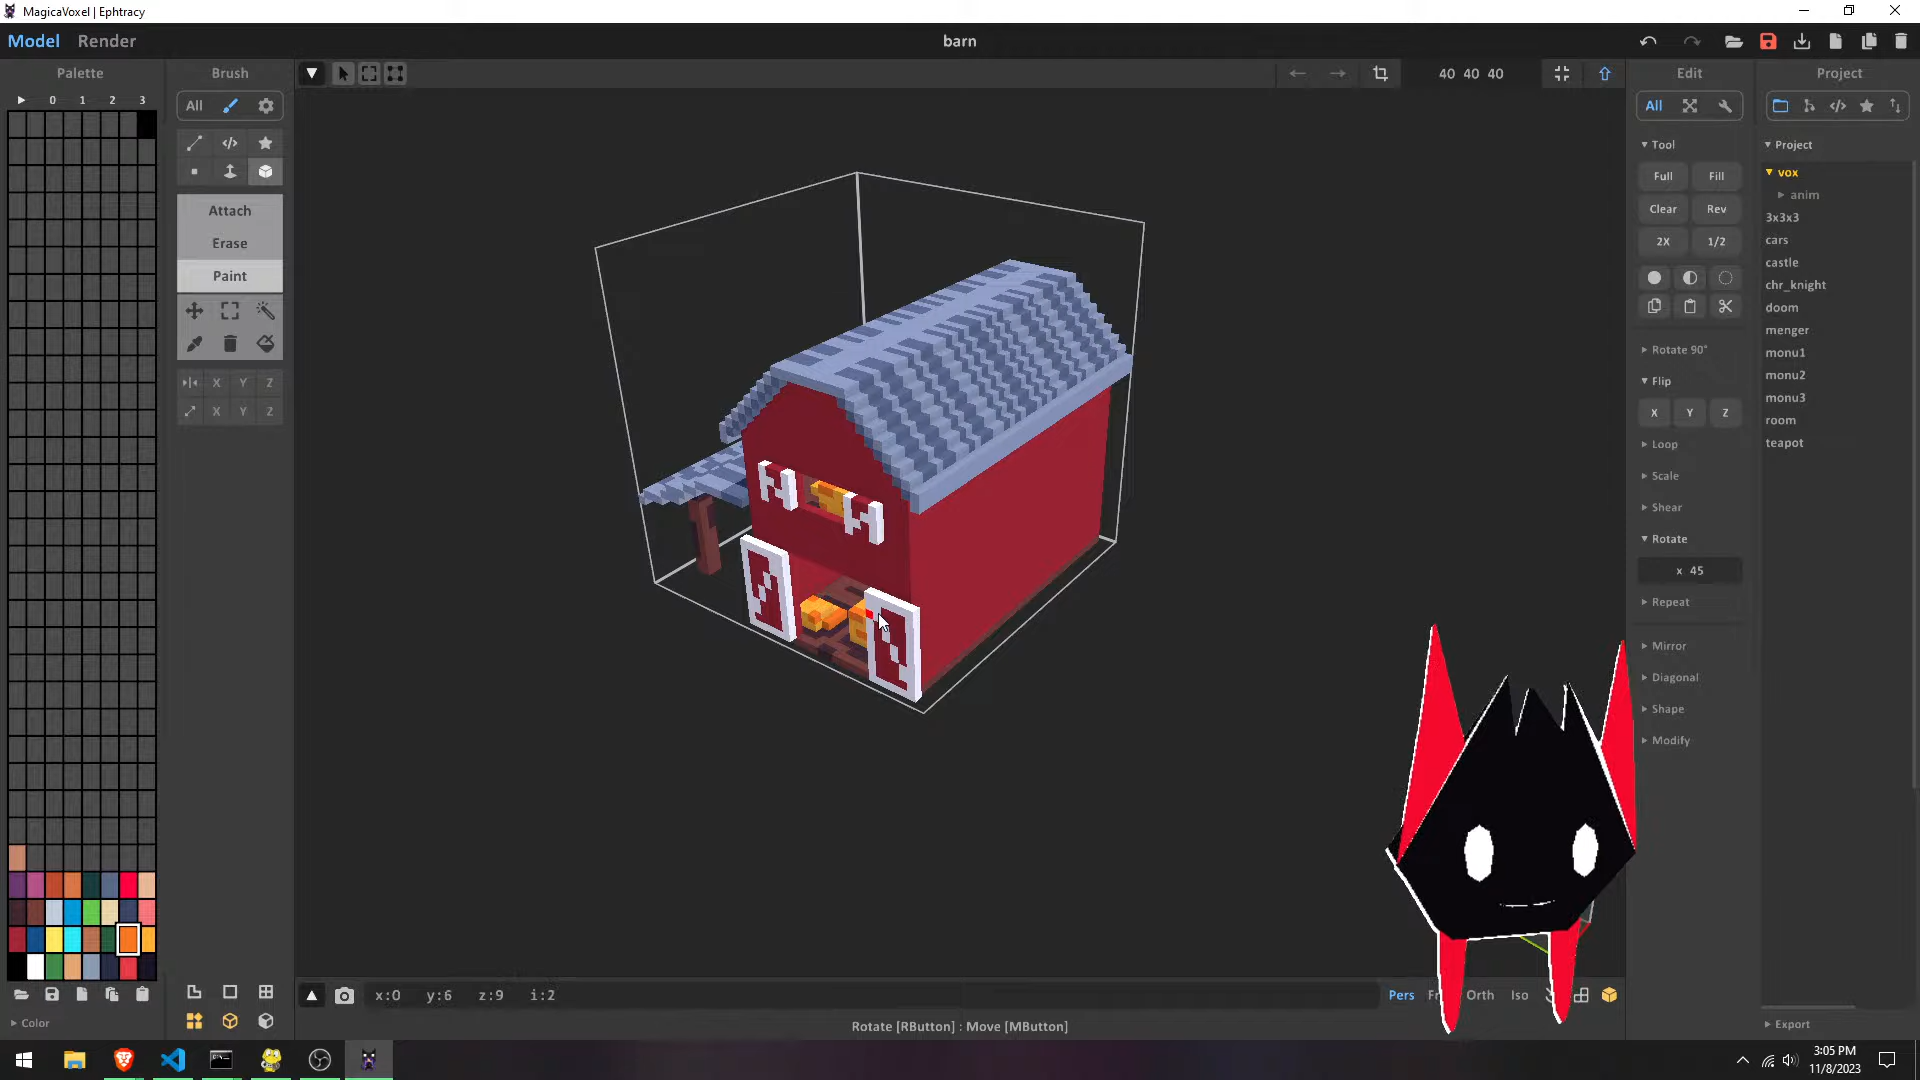 MagicaVoxel | Ephtracy
Model Render
barn
Palette
Brush
40 40 40
Edit
Project
0 1 2 3
All
All
Tool
Project
Full Fill
vox
anim
Attach
Clear Rev
3x3x3
Erase
2X 1/2
cars
castle
Paint
chr_knight
doom
menger
Rotate 90°
monu1
X Y Z
Flip
monu2
X Y Z
X Y Z
monu3
room
Loop
teapot
Scale
Shear
Rotate
x 45
Repeat
Mirror
Diagonal
Shape
Modify
x:0 y:6 z:9 i:2
Pers Fr Orth Iso
Color
Rotate [RButton] : Move [MButton]
Export
3:05 PM
11/8/2023